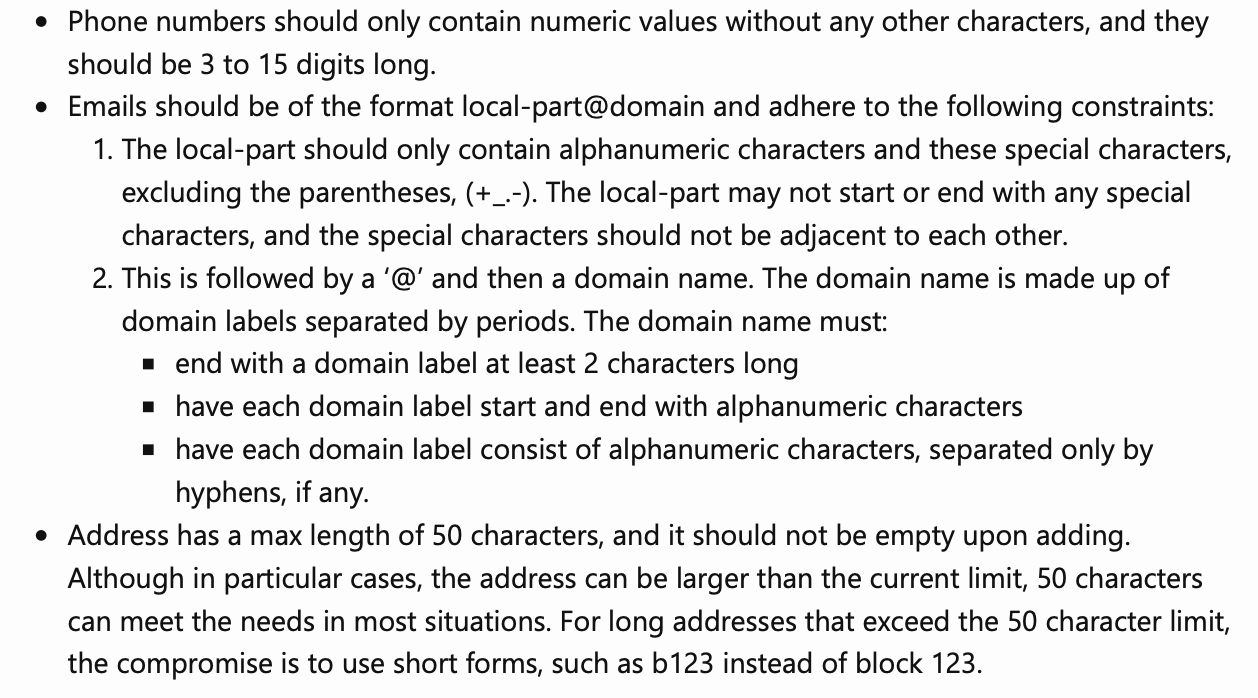 • Phone numbers should only contain numeric values without any other characters, and they
should be 3 to 15 digits long.
• Emails should be of the format local-part@domain and adhere to the following constraints:
1. The local-part should only contain alphanumeric characters and these special characters,
excluding the parentheses, (+_.-). The local-part may not start or end with any special
characters, and the special characters should not be adjacent to each other.
2. This is followed by a ‘@’ and then a domain name. The domain name is made up of
domain labels separated by periods. The domain name must:
▪ end with a domain label at least 2 characters long
▪ have each domain label start and end with alphanumeric characters
▪ have each domain label consist of alphanumeric characters, separated only by
hyphens, if any.
• Address has a max length of 50 characters, and it should not be empty upon adding.
Although in particular cases, the address can be larger than the current limit, 50 characters
can meet the needs in most situations. For long addresses that exceed the 50 character limit,
the compromise is to use short forms, such as b123 instead of block 123.